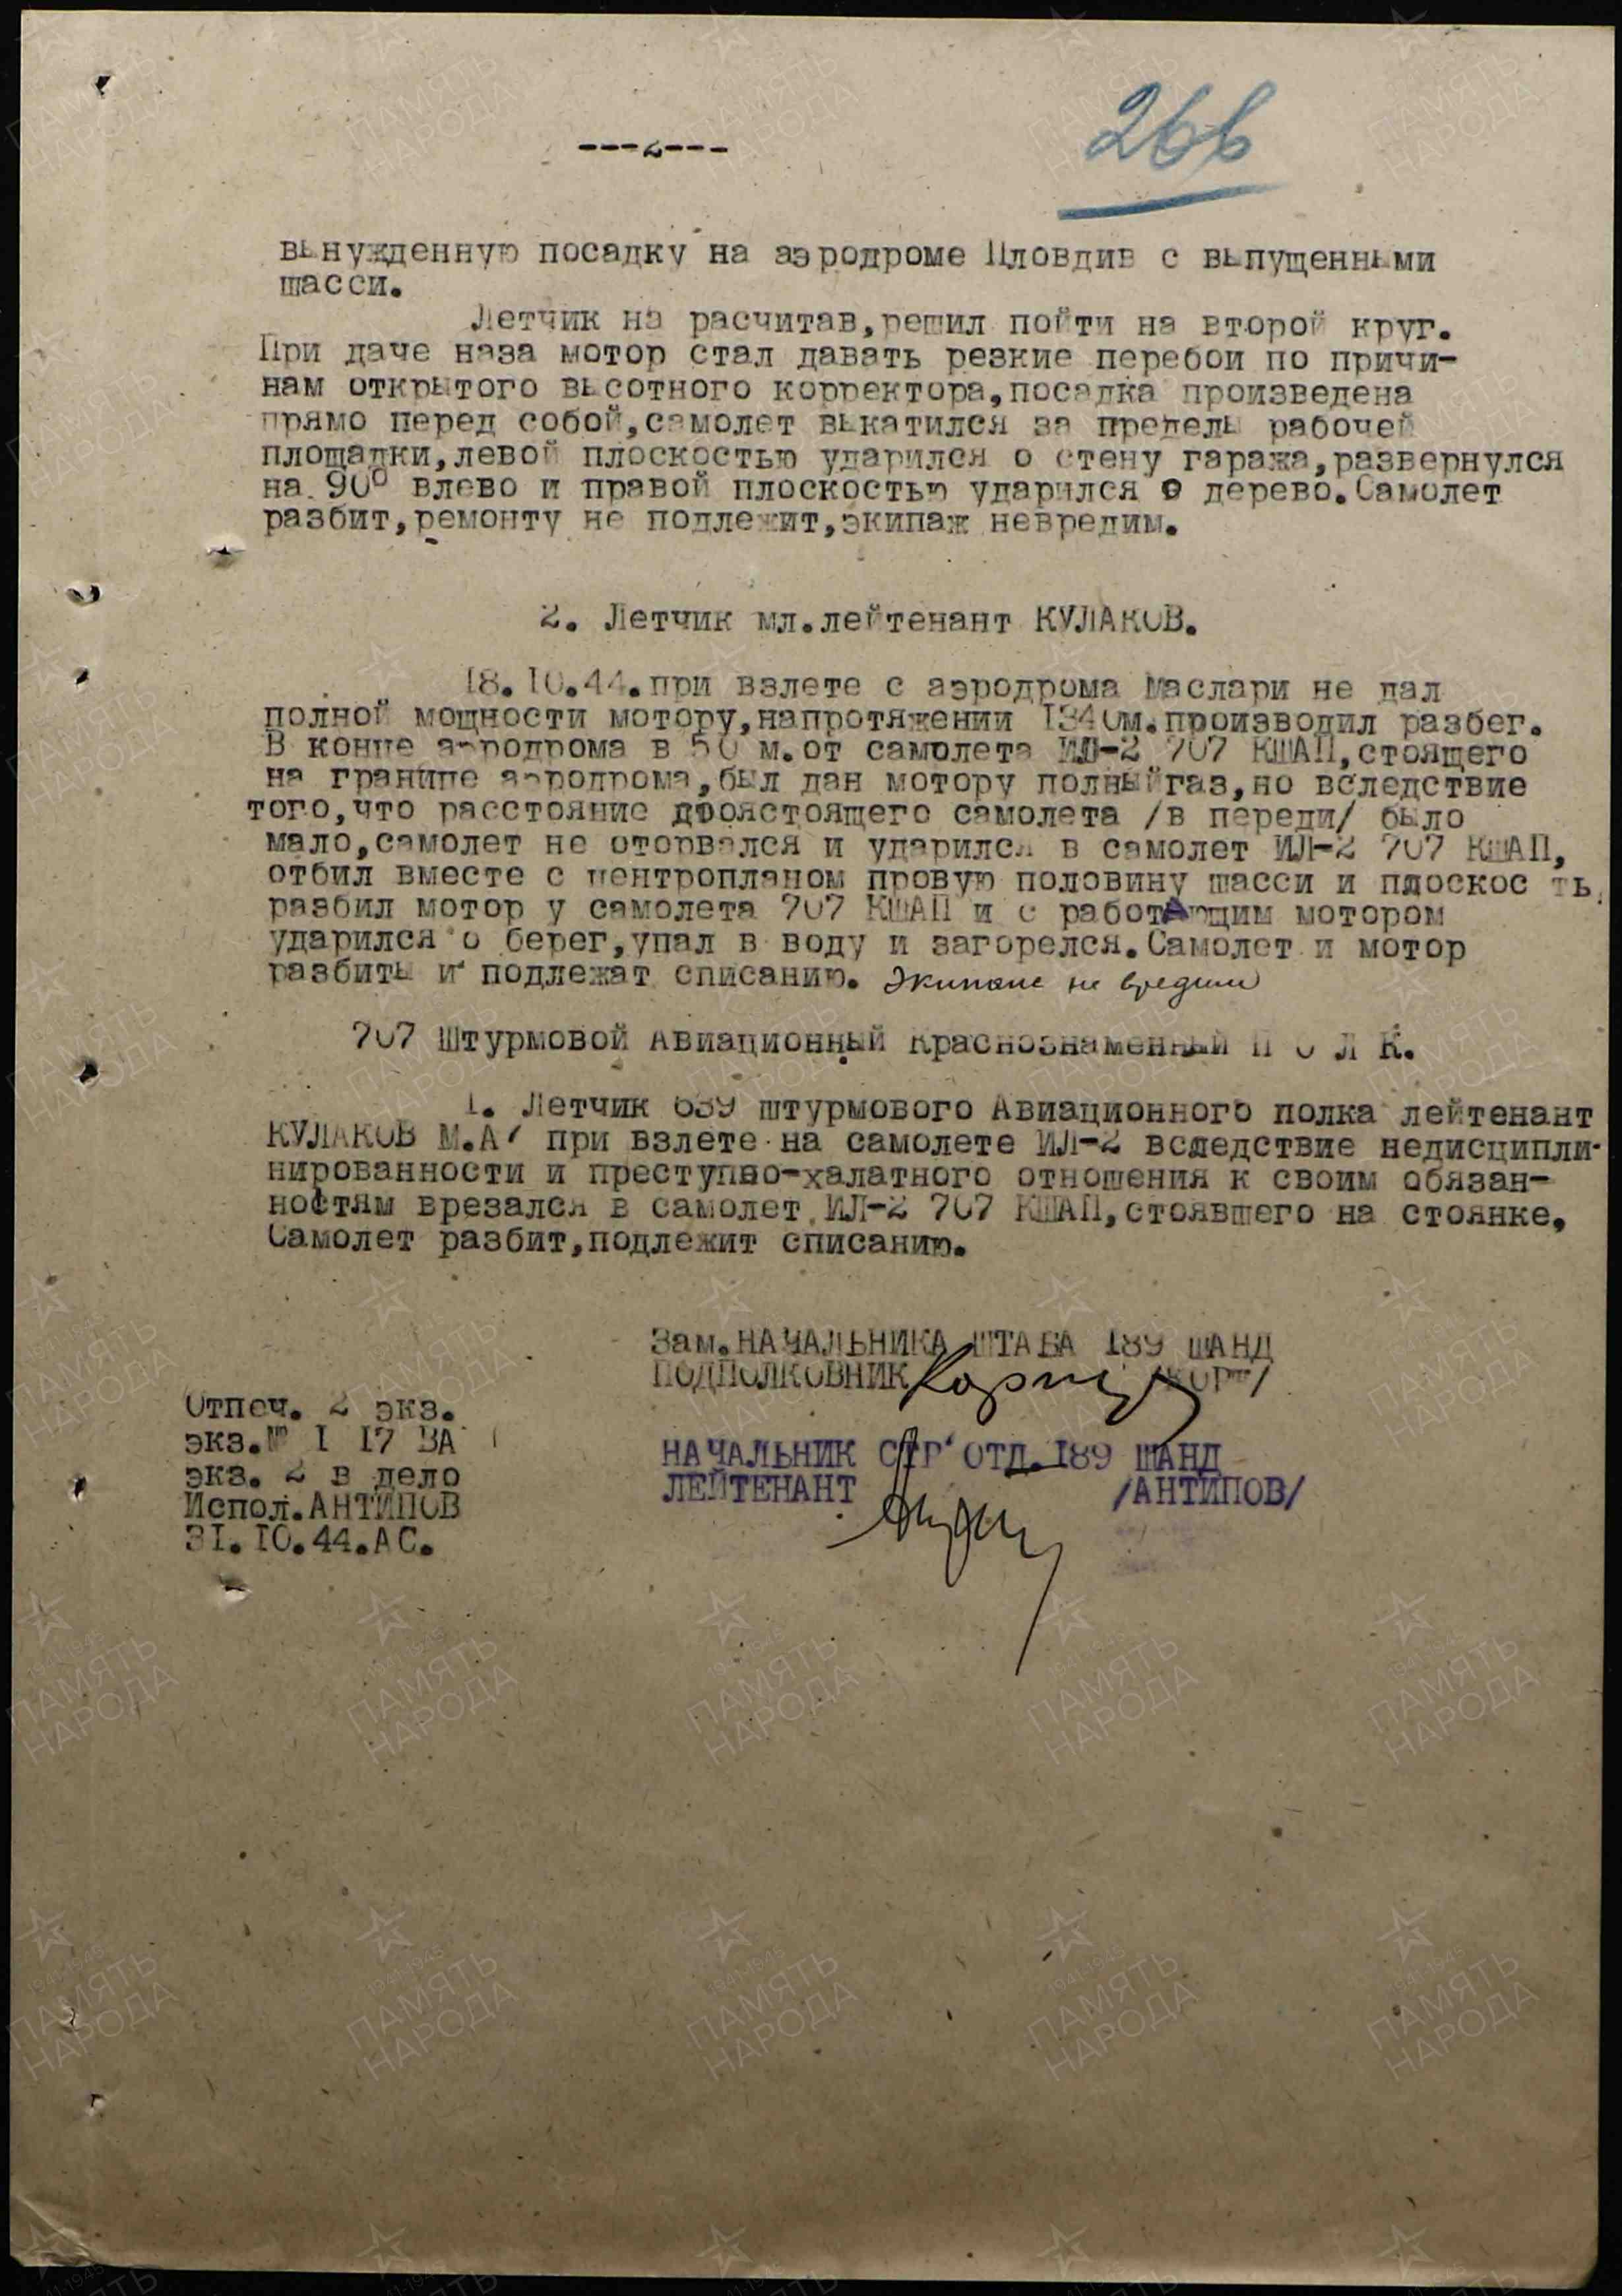 ---2---
266
вынужденную посадку на аэродроме Пловдив с выпущенными
шасси.
Летчик на расчитав,решил пойти на второй круг.
При даче наза мотор стал давать резкие перебои по причи-
нам открытого высотного корректора,посадка произведена
прямо перед собой,самолет выкатился за пределы рабочей
площадки,левой плоскостью ударился о стену гаража,развернулся
на 90° влево и правой плоскостью ударился о дерево.Самолет
разбит,ремонту не подлежит,экипаж невредим.
2. Летчик мл.лейтенант КУЛАКОВ.
18.10.44.при взлете с аэродрома Маслари не дал
полной мощности мотору,напротяжении 1340м.производил разбег.
В конце аэродрома в 50 м.от самолета ИЛ-2 707 КШАП,стоящего
на границе аэродрома,был дан мотору полный газ,но вследствие
того,что расстояние дроястоящего самолета /в переди/ было
мало,самолет не оторвался и ударился в самолет ИЛ-2 707 КШАП,
отбил вместе с центропланом провую половину шасси и плоскос ть,
разбил мотор у самолета 707 КШАП и с работающим мотором
ударился о берег,упал в воду и загорелся.Самолет и мотор
разбиты и подлежат списанию. Экипаж не вредим
707 Штурмовой Авиационный Краснознаменный П О Л К.
1. Летчик 639 штурмового Авиационного полка лейтенант
КУЛАКОВ М.А/ при взлете на самолете ИЛ-2 вследствие недисципли-
нированности и преступно-халатного отношения к своим обязан-
ностям врезался в самолет ИЛ-2 707 КШАП,стоявшего на стоянке,
Самолет разбит,подлежит списанию.
Зам.НАЧАЛЬНИКА ШТАБА 189 ШАНД
ПОДПОЛКОВНИК
Отпеч. 2 экз.
экз.№ 1 17 ВА
экз. 2 в дело
Испол.АНТИПОВ
31.10.44.АС.
НАЧАЛЬНИК СТР ОТД.189 ШАНД
ЛЕЙТЕНАНТ /АНТИПОВ/
1941-1945
ПАМЯТЬ
НАРОДА